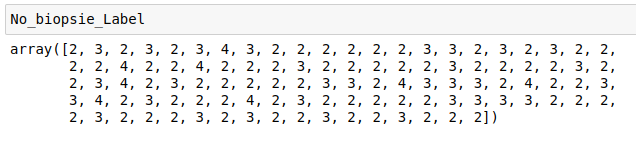 No_biopsie_Label
array([2, 3, 2, 3, 2, 3, 4, 3, 2, 2, 2, 2, 2, 2, 3, 3, 2, 3, 2, 3, 2, 2,
2, 2, 4, 2, 2, 4, 2, 2, 2, 3, 2, 2, 2, 2, 2, 3, 2, 2, 2, 2, 3, 2,
2, 3, 4, 2, 3, 2, 2, 2, 2, 2, 3, 3, 2, 4, 3, 3, 3, 2, 4, 2, 2, 3,
3, 4, 2, 3, 2, 2, 2, 4, 2, 3, 2, 2, 2, 2, 2, 3, 3, 3, 3, 2, 2, 2,
2, 3, 2, 2, 2, 3, 2, 3, 2, 2, 3, 2, 2, 3, 2, 2, 2])